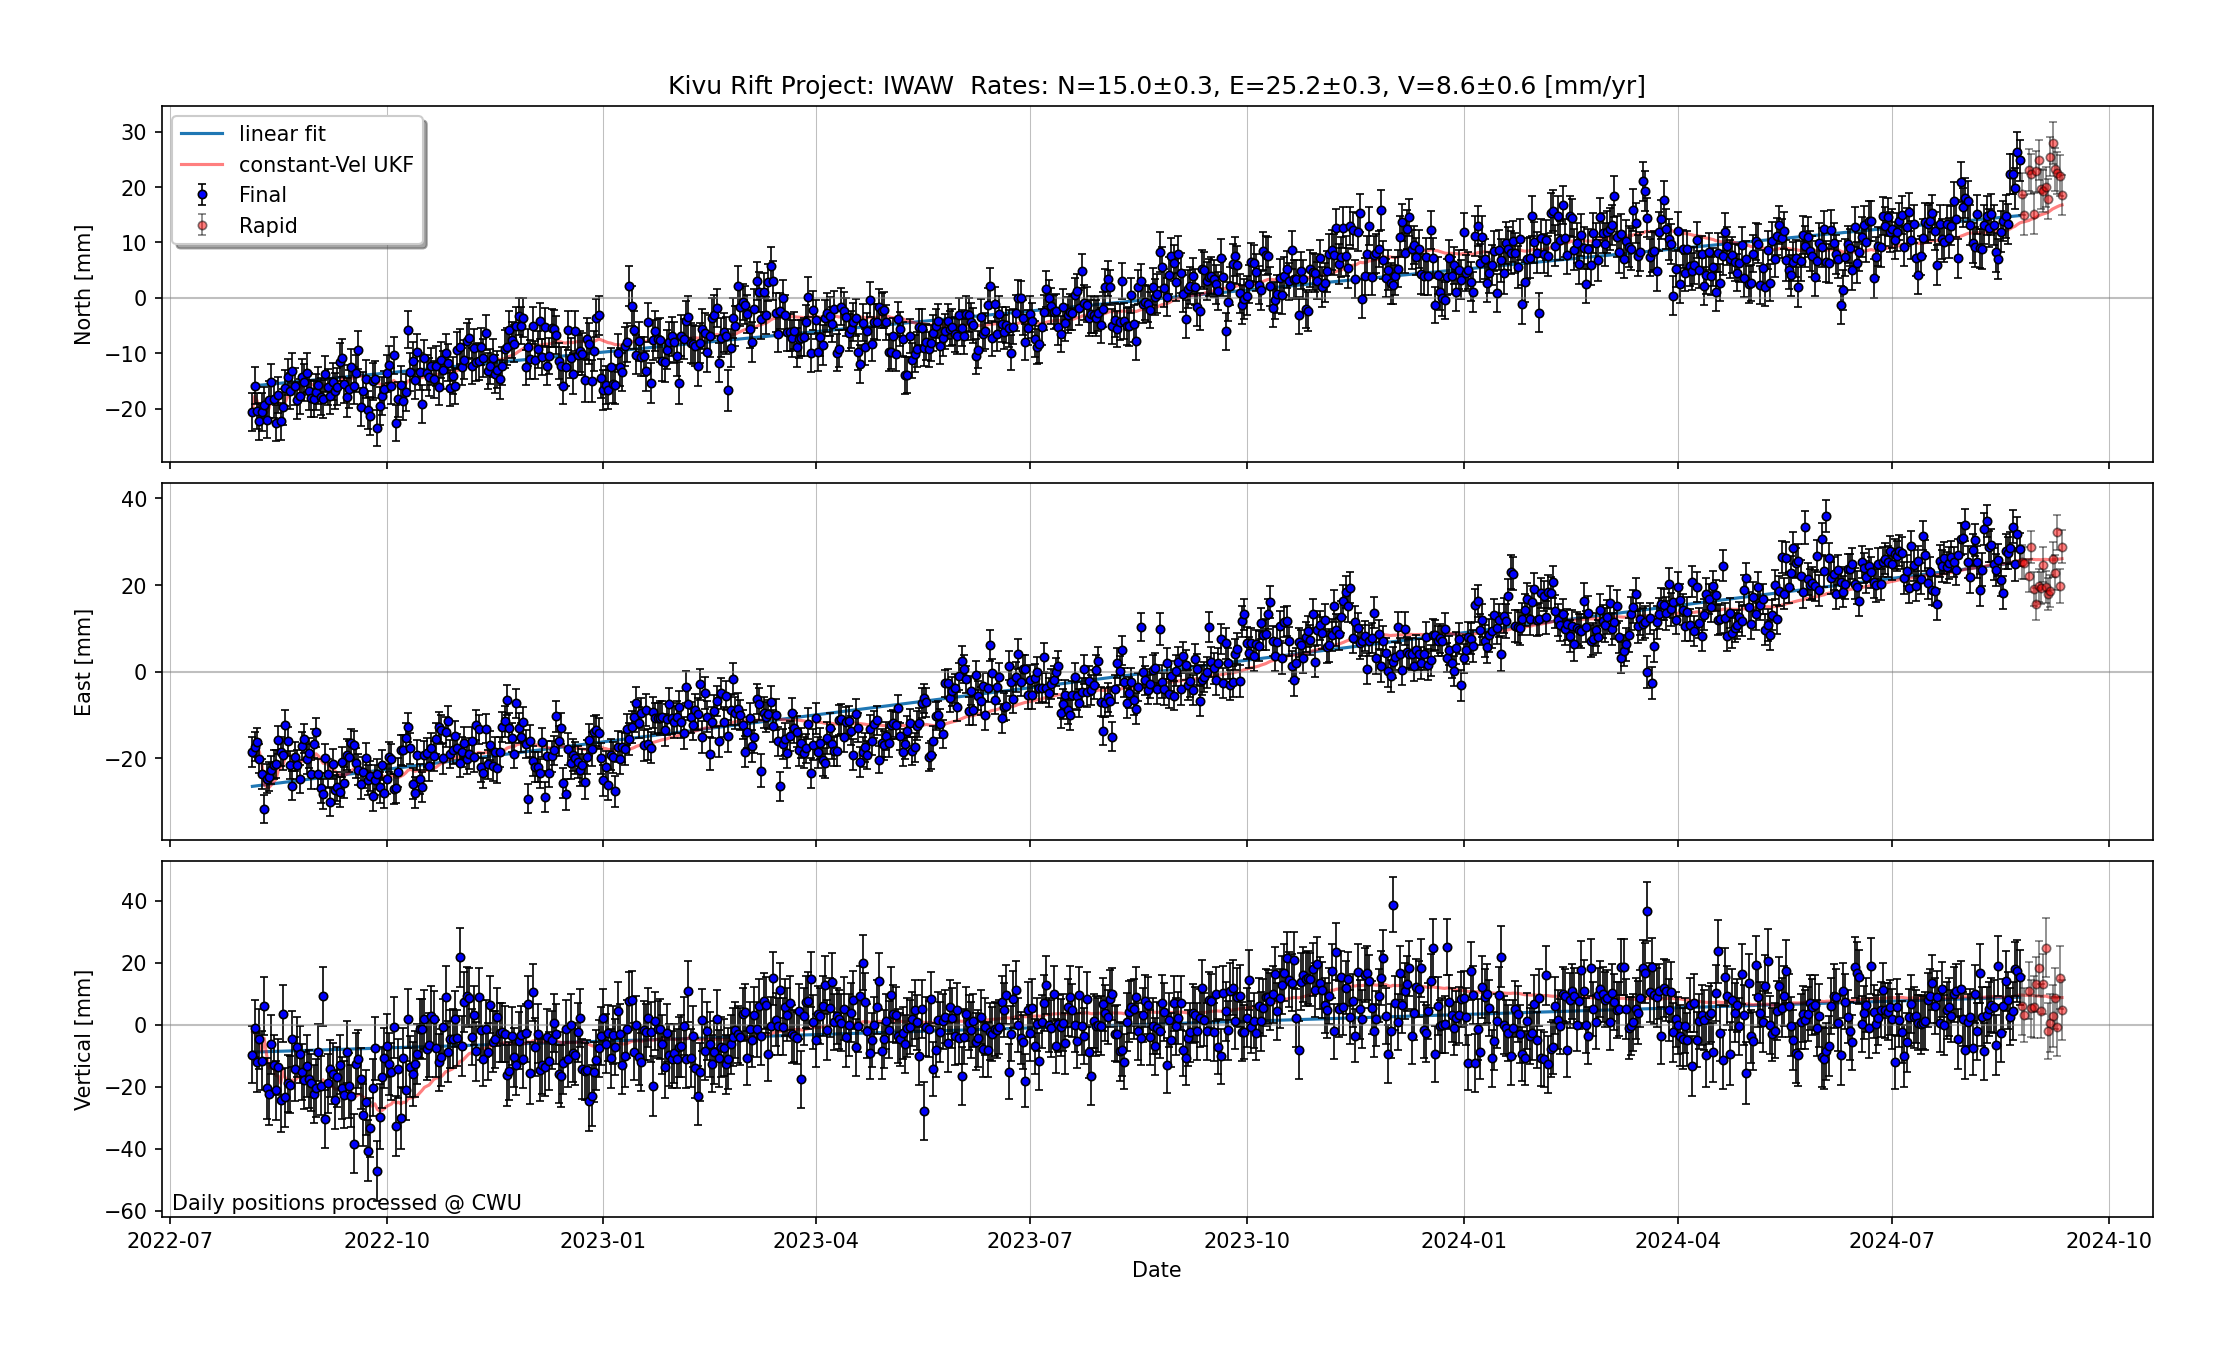 Kivu Rift Project: IWAW  Rates: N=15.0±0.3, E=25.2±0.3, V=8.6±0.6 [mm/yr]
linear fit
constant-Vel UKF
Final
Rapid
North [mm]
30
20
10
0
−10
−20
East [mm]
40
20
0
−20
Vertical [mm]
40
20
0
−20
−40
−60
Daily positions processed @ CWU
2022-07 2022-10 2023-01 2023-04 2023-07 2023-10 2024-01 2024-04 2024-07 2024-10
Date